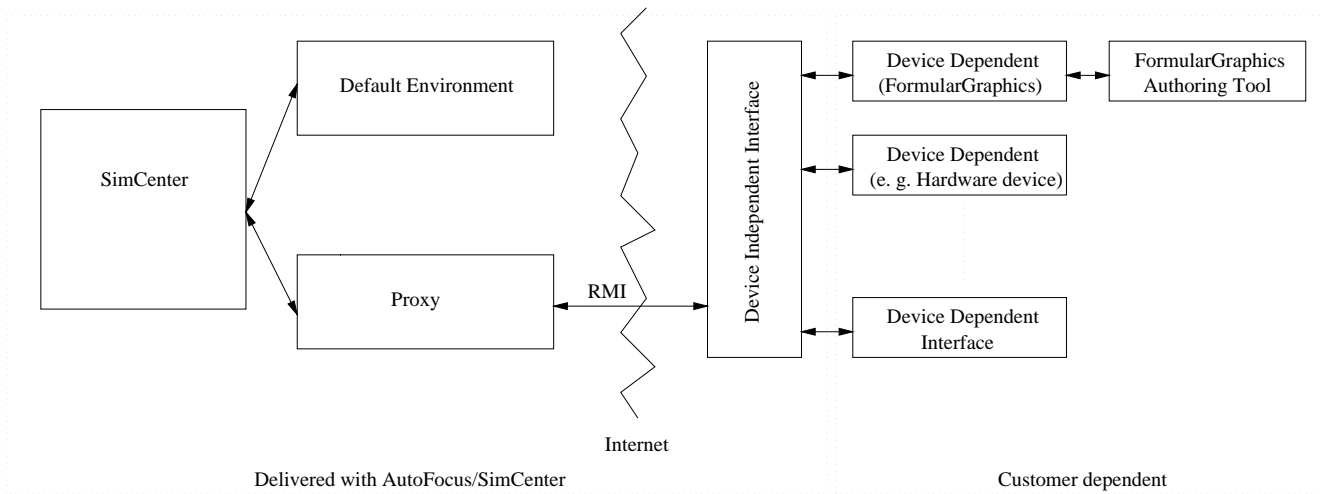 Default Environment
SimCenter
Proxy
RMI
Internet
Device Independent Interface
Device Dependent
(FormularGraphics)
FormularGraphics
Authoring Tool
Device Dependent
(e. g. Hardware device)
Device Dependent
Interface
Delivered with AutoFocus/SimCenter
Customer dependent